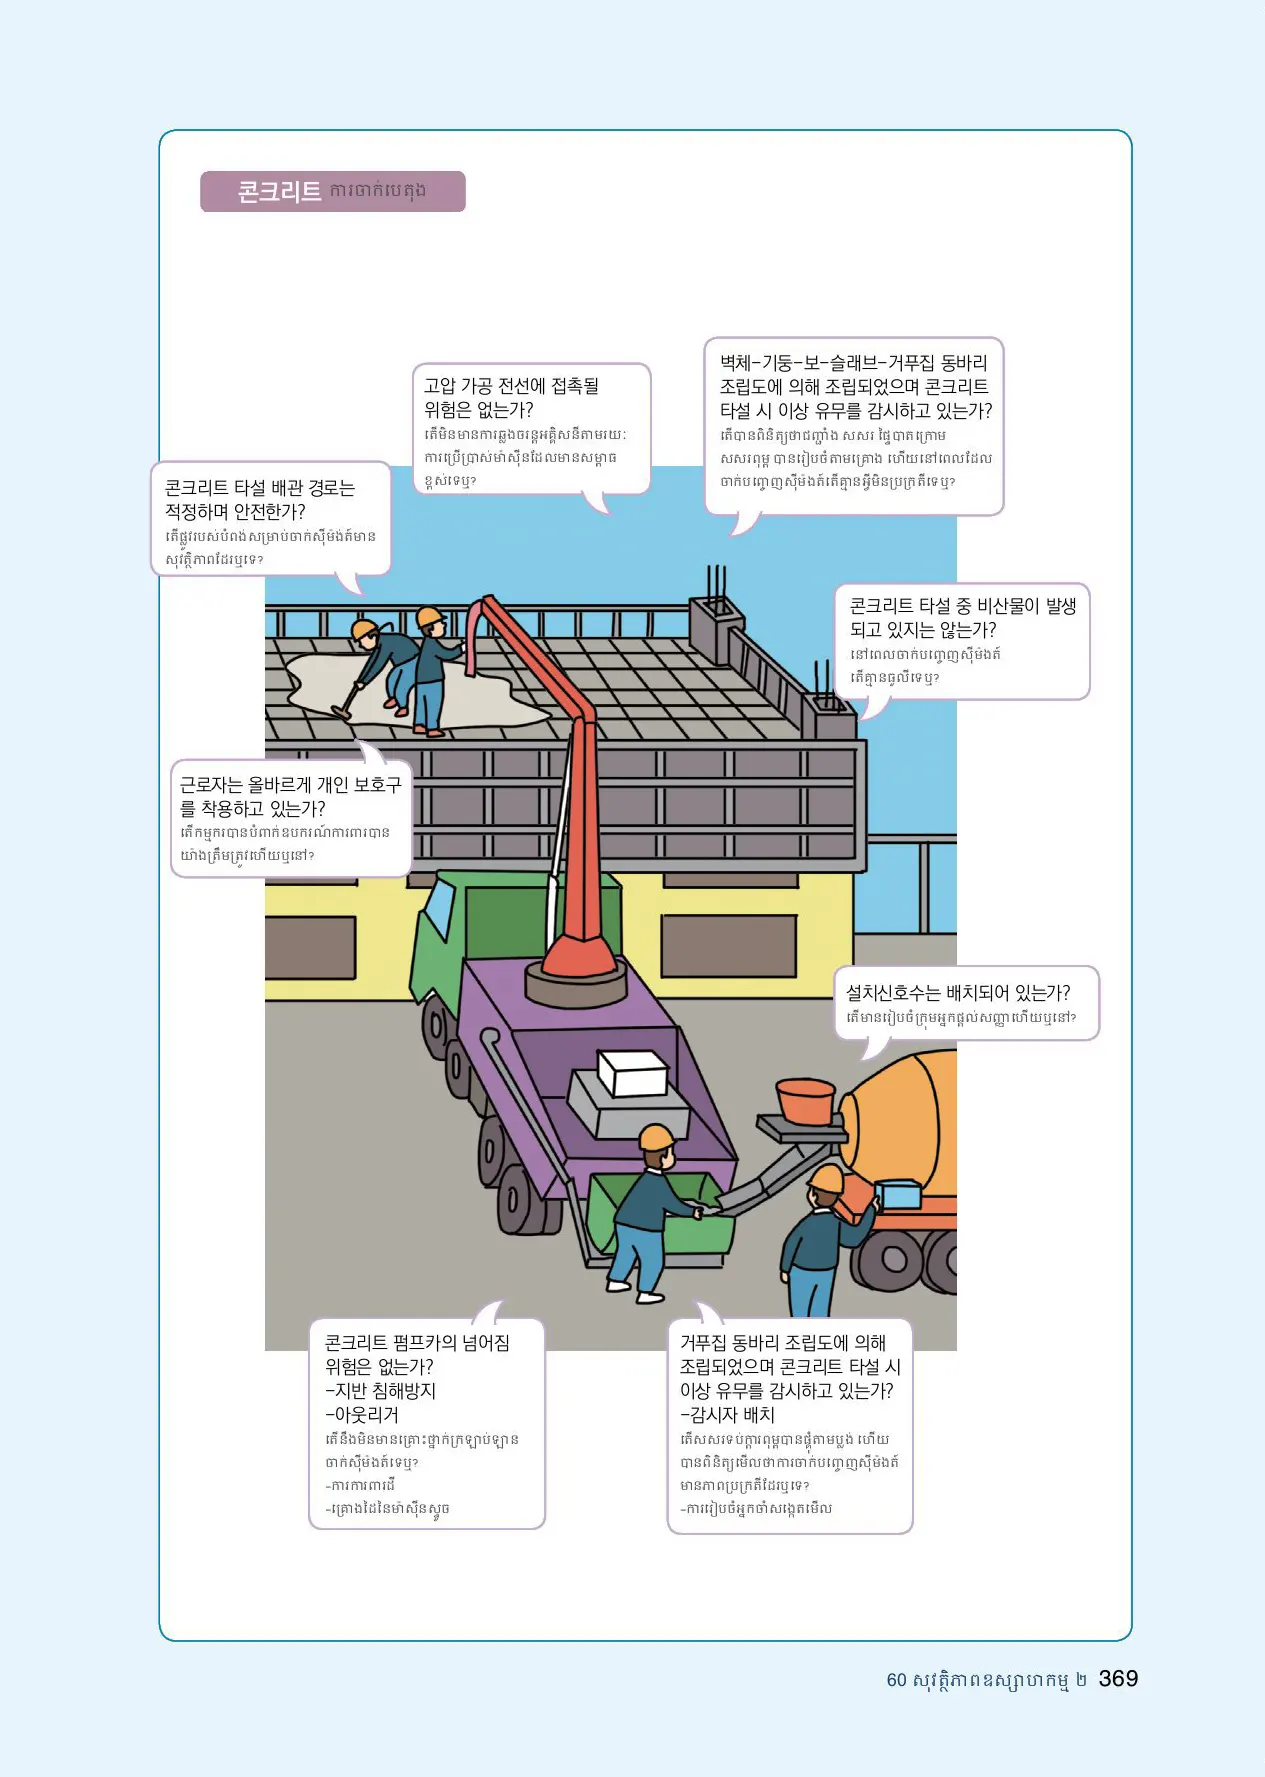 콘크리트 ការចាក់បេតុង
고압 가공 전선에 접촉될
위험은 없는가?
តើមិនមានការឆ្លងចរន្តអគ្គិសនីតាមរយៈ
ការប្រើប្រាស់ម៉ាស៊ីនដែលមានសម្ពាធ
ខ្ពស់ទេឬ?
벽체-기둥-보-슬래브-거푸집 동바리
조립도에 의해 조립되었으며 콘크리트
타설 시 이상 유무를 감시하고 있는가?
តើបានពិនិត្យថាជញ្ជាំង សសរ ផ្ទៃបាតក្រោម
សសរពុម្ព បានរៀបចំតាមគ្រោង ហើយនៅពេលដែល
ចាក់បញ្ចេញស៊ីម៉ងត៍តើគ្មានអ្វីមិនប្រក្រតីទេឬ?
콘크리트 타설 배관 경로는
적정하며 안전한가?
តើផ្លូវរបស់បំពង់សម្រាប់ចាក់ស៊ីម៉ង់ត៍មាន
សុវត្ថិភាពដែរឬទេ?
콘크리트 타설 중 비산물이 발생
되고 있지는 않는가?
នៅពេលចាក់បញ្ចេញស៊ីម៉ងត៍
តើគ្មានធូលីទេឬ?
근로자는 올바르게 개인 보호구
를 착용하고 있는가?
តើកម្មករបានបំពាក់ឧបករណ៍ការពារបាន
យ៉ាងត្រឹមត្រូវហើយឬនៅ?
설치신호수는 배치되어 있는가?
តើមានរៀបចំក្រុមអ្នកផ្តល់សញ្ញាហើយឬនៅ?
콘크리트 펌프카의 넘어짐
위험은 없는가?
-지반 침해방지
-아웃리거
តើនឹងមិនមានគ្រោះថ្នាក់ក្រឡាប់ឡាន
ចាក់ស៊ីម៉ងត៍ទេឬ?
-ការការពារដី
-គ្រោងដៃនៃម៉ាស៊ីនស្ទូច
거푸집 동바리 조립도에 의해
조립되었으며 콘크리트 타설 시
이상 유무를 감시하고 있는가?
-감시자 배치
តើសសរទប់ក្តារពុម្ពបានផ្គុំតាមប្លង់ ហើយ
បានពិនិត្យមើលថាការចាក់បញ្ចេញស៊ីម៉ងត៍
មានភាពប្រក្រតីដែរឬទេ?
-ការរៀបចំអ្នកចាំសង្កេតមើល
60 សុវត្ថិភាពឧស្សាហកម្ម ២ 369